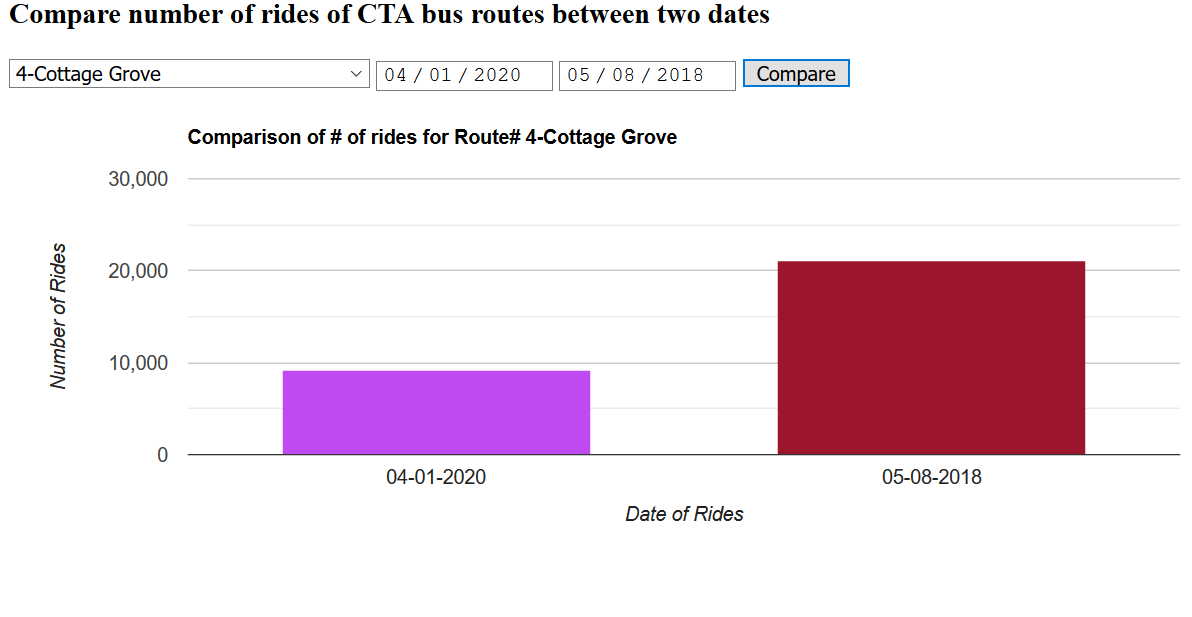 Compare number of rides of CTA bus routes between two dates
4-Cottage Grove 04 / 01 / 2020 05 / 08 / 2018 Compare
Comparison of # of rides for Route# 4-Cottage Grove
30,000
20,000
10,000
0
Number of Rides
04-01-2020 05-08-2018
Date of Rides